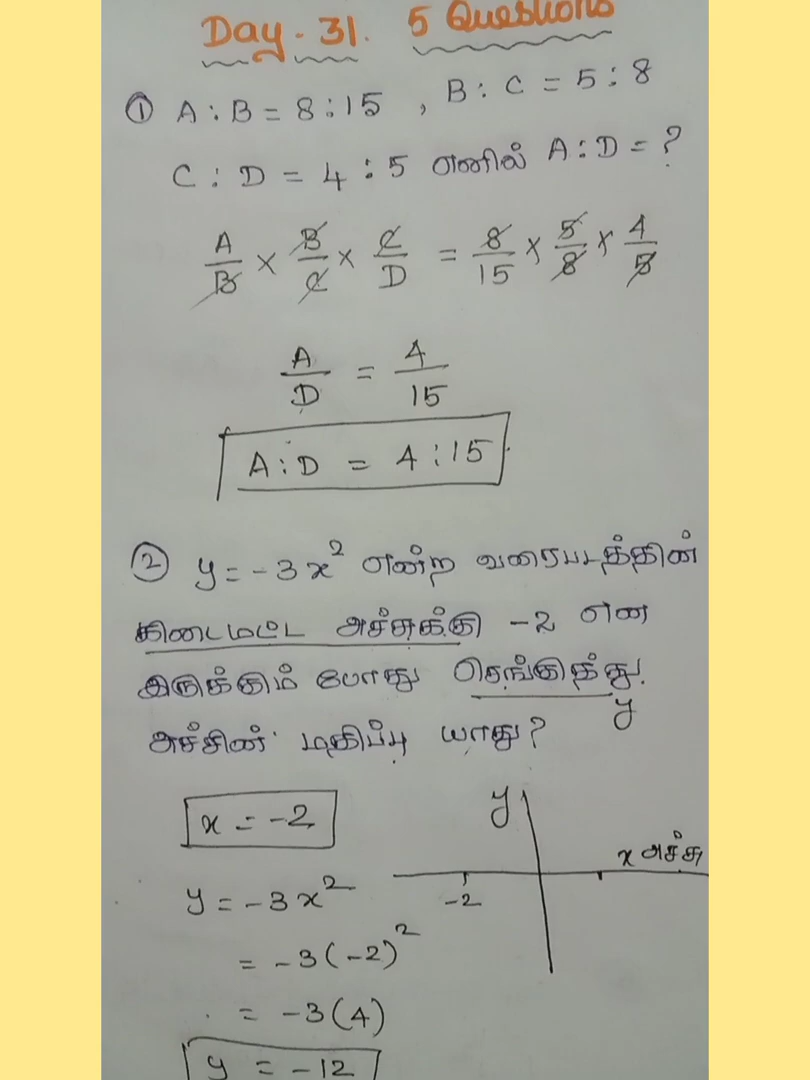 Day. 31. 5 Questions
① A : B = 8 : 15 , B : C = 5 : 8
C : D = 4 : 5 எனில் A : D = ?
A/B × B/C × C/D = 8/15 × 5/8 × 4/5
A/D = 4/15
A : D = 4 : 15
② y = -3x² என்ற வரைபடத்தின்
கிடைமட்ட அச்சுக்கு -2 என
இருக்கும் போது செங்குத்து
y
அச்சின் மதிப்பு யாது?
x = -2
y
x அச்சு
-2
y = -3x²
= -3(-2)²
= -3(4)
y = -12